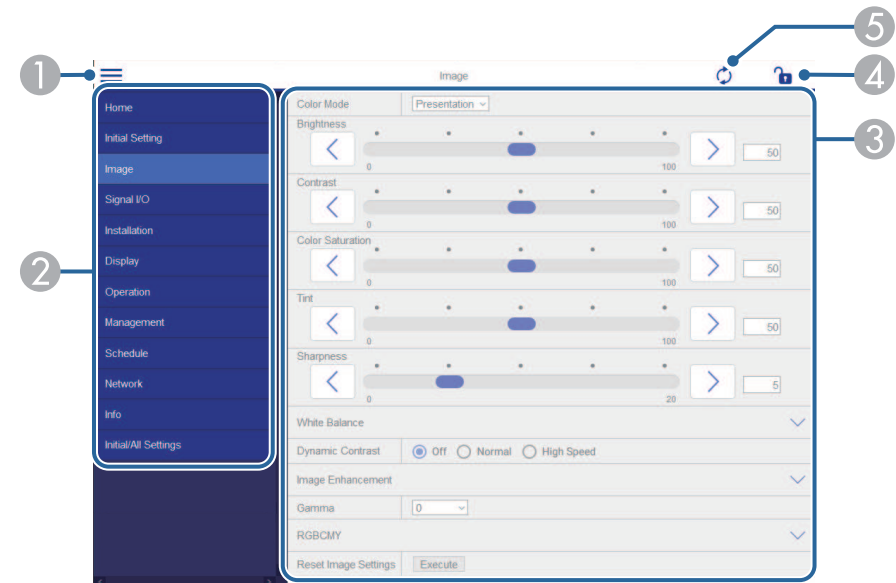 5
1
Image
4
Home
Initial Setting
Image
Signal I/O
Installation
Display
Operation
Management
Schedule
Network
Info
Initial/All Settings
2
3
Color Mode Presentation
Brightness
0 100 50
Contrast
0 100 50
Color Saturation
0 100 50
Tint
0 100 50
Sharpness
0 20 5
White Balance
Dynamic Contrast Off Normal High Speed
Image Enhancement
Gamma 0
RGBCMY
Reset Image Settings Execute